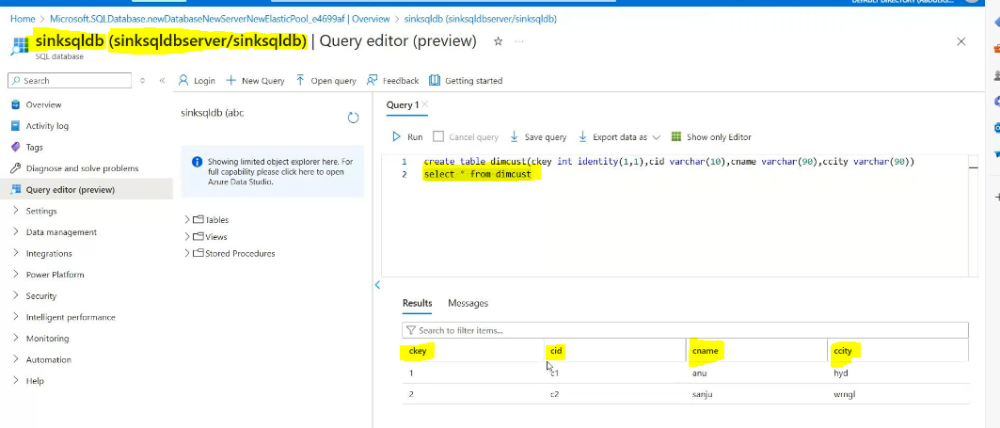 DEFAULT DIRECTORY (ABDULAS...
Home > Microsoft.SQLDatabase.newDatabaseNewServerNewElasticPool_e4699af | Overview > sinksqldb (sinksqldbserver/sinksqldb)
sinksqldb (sinksqldbserver/sinksqldb) | Query editor (preview)
SQL database
Search
Login
New Query
Open query
Feedback
Getting started
Overview
Activity log
Tags
Diagnose and solve problems
Query editor (preview)
Settings
Data management
Integrations
Power Platform
Security
Intelligent performance
Monitoring
Automation
Help
sinksqldb (abc
Showing limited object explorer here. For
full capability please click here to open
Azure Data Studio.
Tables
Views
Stored Procedures
Query 1
Run
Cancel query
Save query
Export data as
Show only Editor
1 create table dimcust(ckey int identity(1,1),cid varchar(10),cname varchar(90),ccity varchar(90))
2 select * from dimcust
Results Messages
Search to filter items...
ckey cid cname ccity
1 c1 anu hyd
2 c2 sanju wrngl